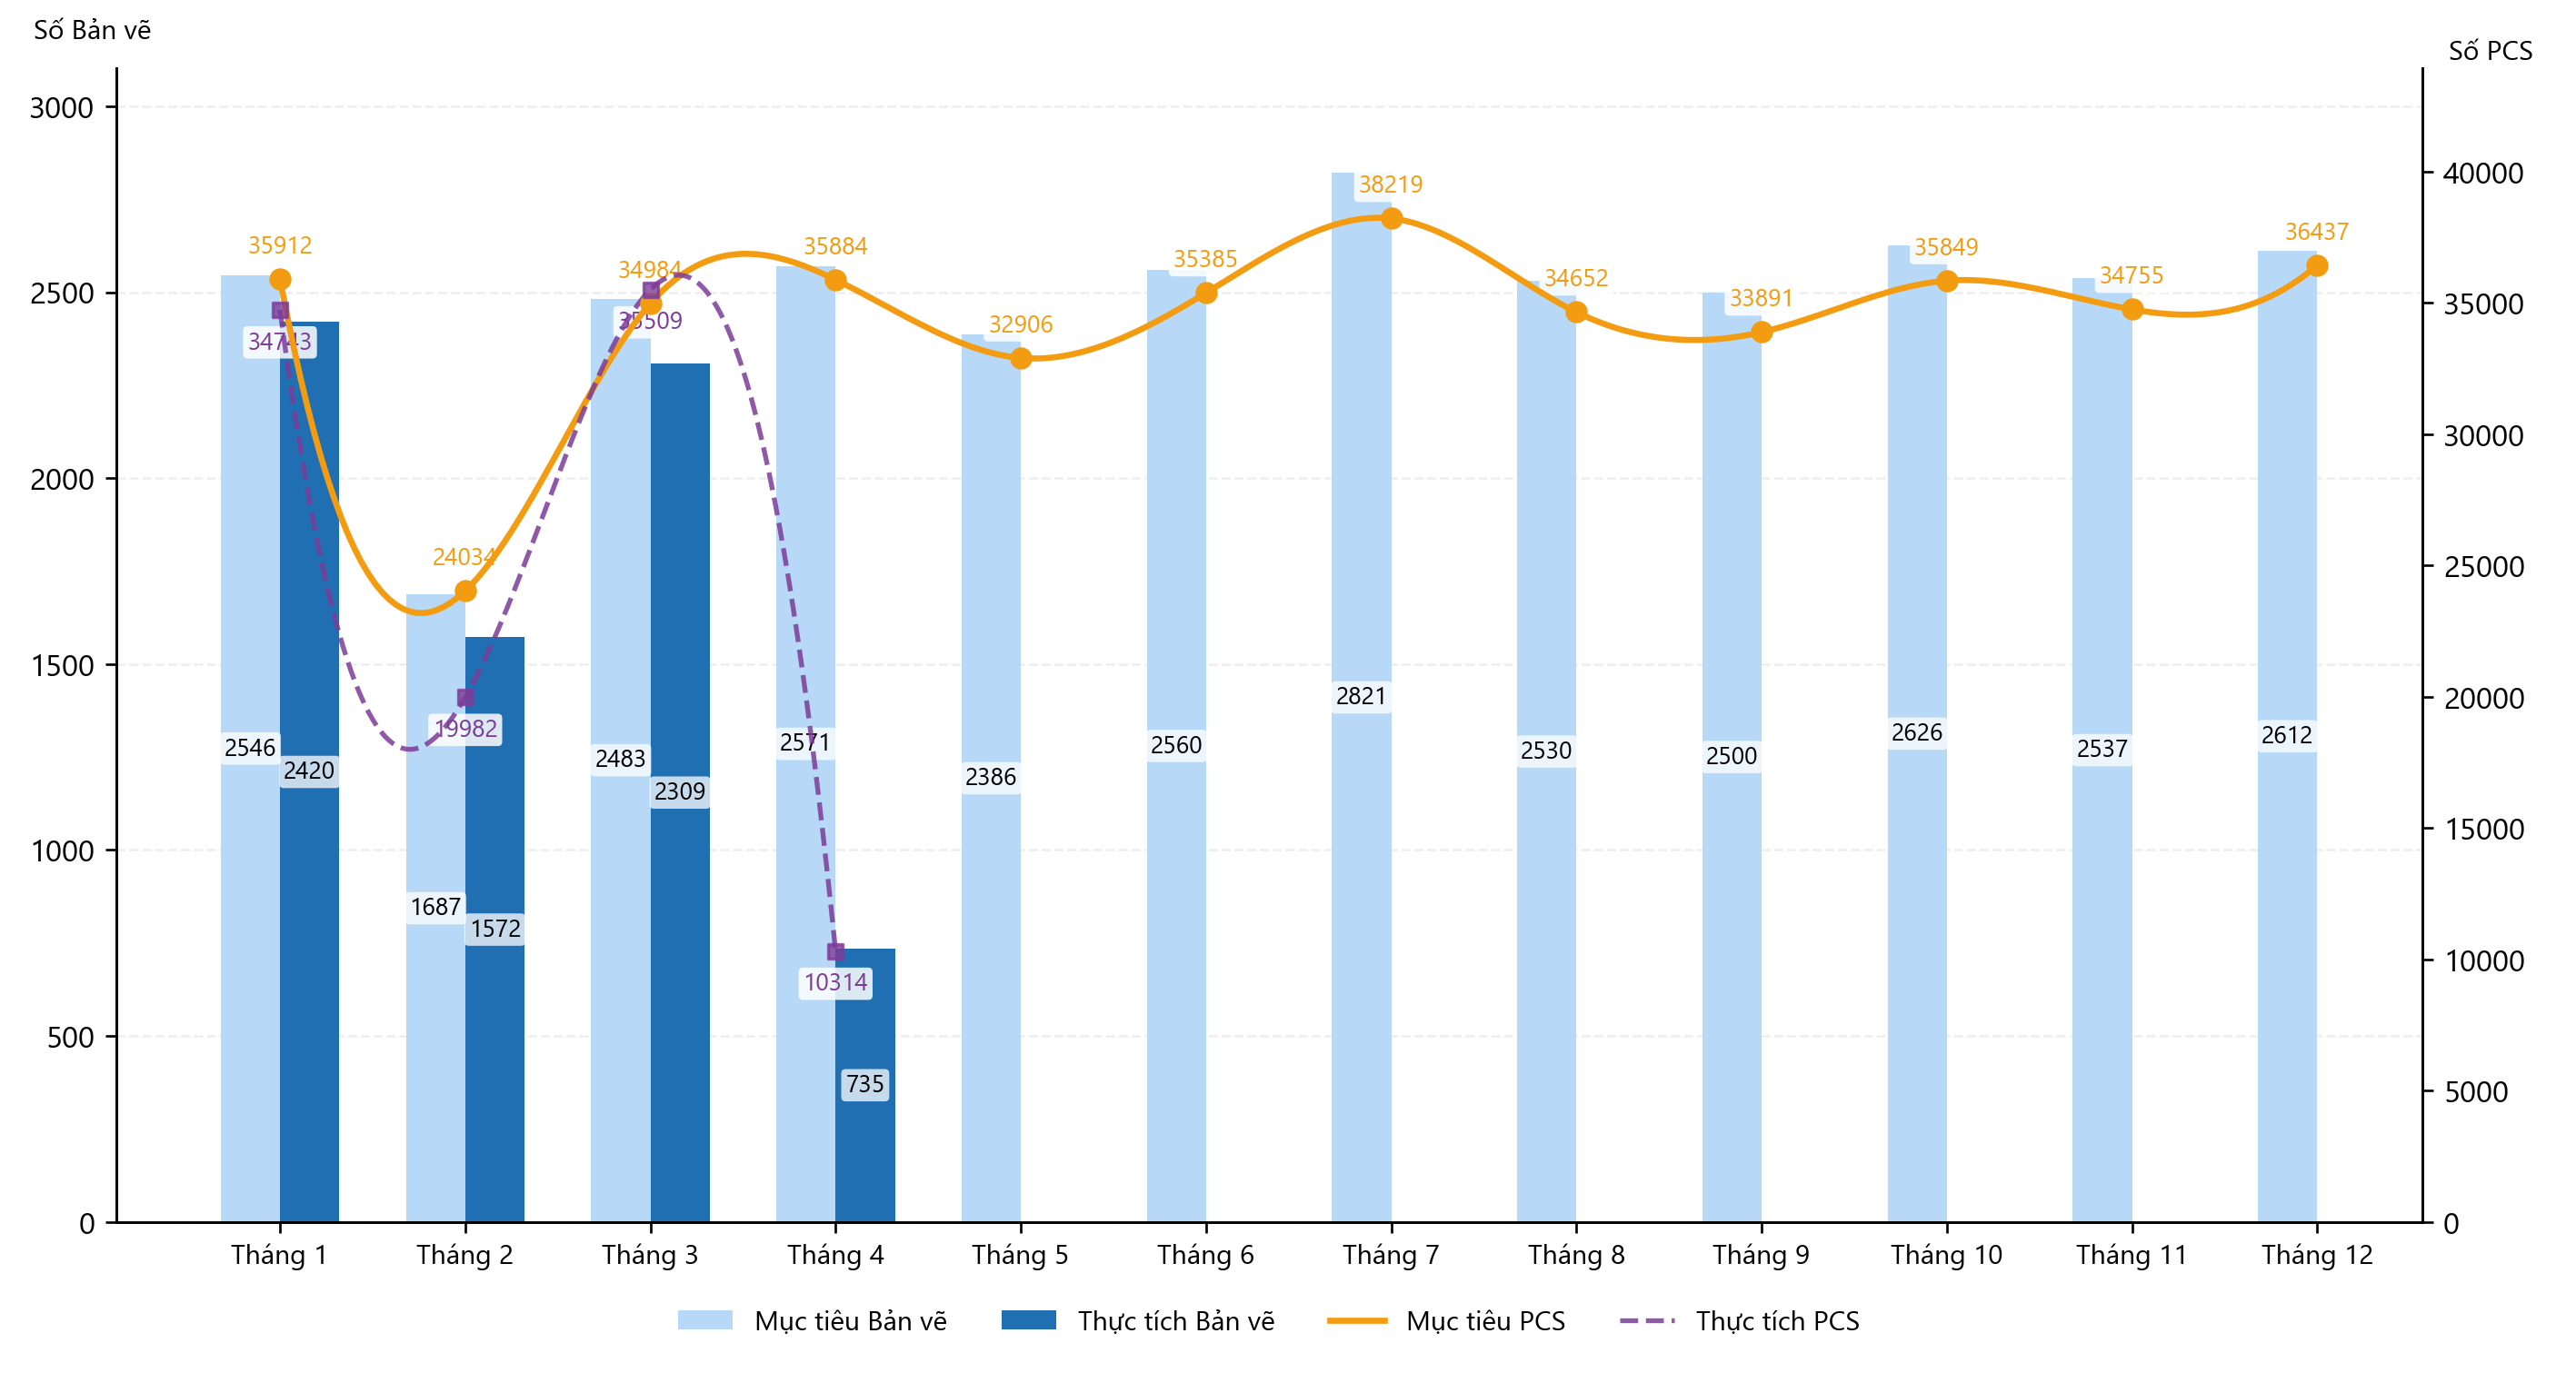 Số Bản vẽ
Số PCS
3000
2500
2000
1500
1000
500
0
40000
35000
30000
25000
20000
15000
10000
5000
0
35912
24034
34984
35884
32906
35385
38219
34652
33891
35849
34755
36437
34743
19982
35509
10314
2546
2420
1687
1572
2483
2309
2571
735
2386
2560
2821
2530
2500
2626
2537
2612
Tháng 1
Tháng 2
Tháng 3
Tháng 4
Tháng 5
Tháng 6
Tháng 7
Tháng 8
Tháng 9
Tháng 10
Tháng 11
Tháng 12
Mục tiêu Bản vẽ
Thực tích Bản vẽ
Mục tiêu PCS
Thực tích PCS